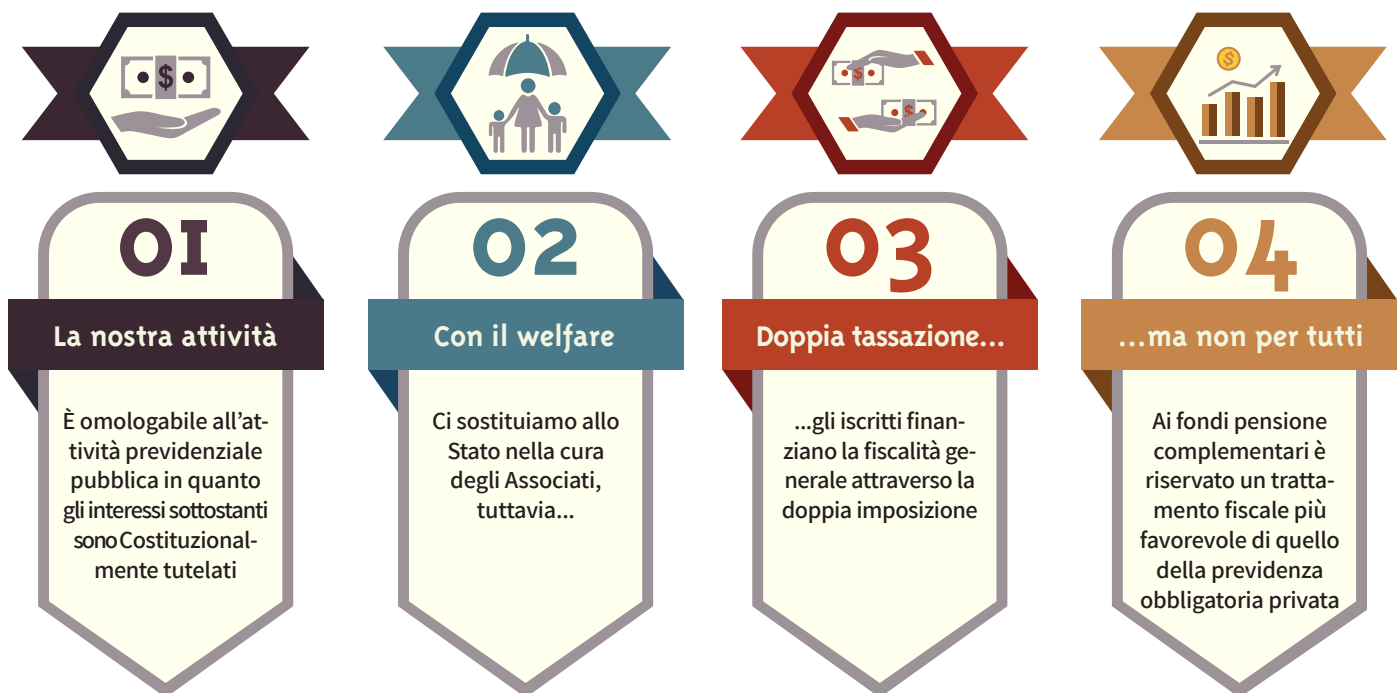 01
La nostra attività
È omologabile all'at-
tività previdenziale
pubblica in quanto
gli interessi sottostanti
sono Costituzional-
mente tutelati
02
Con il welfare
Ci sostituiamo allo
Stato nella cura
degli Associati,
tuttavia...
03
Doppia tassazione...
...gli iscritti finan-
ziano la fiscalità ge-
nerale attraverso la
doppia imposizione
04
...ma non per tutti
Ai fondi pensione
complementari è
riservato un tratta-
mento fiscale più
favorevole di quello
della previdenza
obbligatoria privata